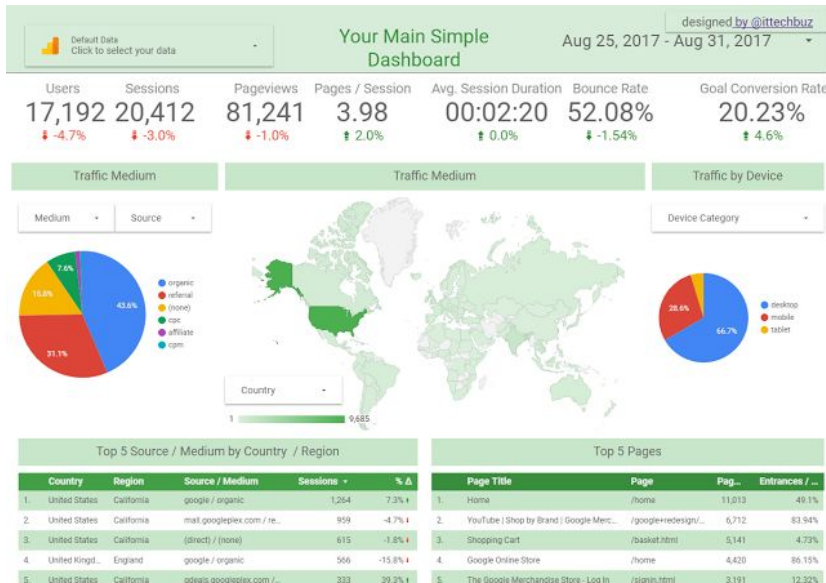 designed by @ittechbuz
Default Data
Click to select your data
Your Main Simple
Dashboard
Aug 25, 2017 - Aug 31, 2017
Users Sessions Pageviews Pages / Session Avg. Session Duration Bounce Rate Goal Conversion Rate
17,192 20,412 81,241 3.98 00:02:20 52.08% 20.23%
-4.7% -3.0% -1.0% 2.0% 0.0% -1.54% 4.6%
Traffic Medium
Traffic Medium
Traffic by Device
Medium Source
Device Category
7.6%
15.8%
43.6%
31.1%
organic
referral
(none)
cpc
affiliate
cpm
Country
1 9,685
28.6%
66.7%
desktop
mobile
tablet
Top 5 Source / Medium by Country / Region
Country Region Source / Medium Sessions % Δ
1. United States California google / organic 1,264 7.3%
2. United States California mall.googleplex.com / re... 959 -4.7%
3. United States California (direct) / (none) 615 -1.8%
4. United Kingd... England google / organic 566 -15.8%
5. United States California gdeals.googleplex.com /... 333 39.3%
Top 5 Pages
Page Title Page Pag... Entrances / ...
1. Home /home 11,013 49.1%
2. YouTube | Shop by Brand | Google Merc... /google+redesign/... 6,712 83.94%
3. Shopping Cart /basket.html 5,141 4.73%
4. Google Online Store /home 4,420 86.15%
5. The Google Merchandise Store - Log In /signin.html 3,191 12.32%